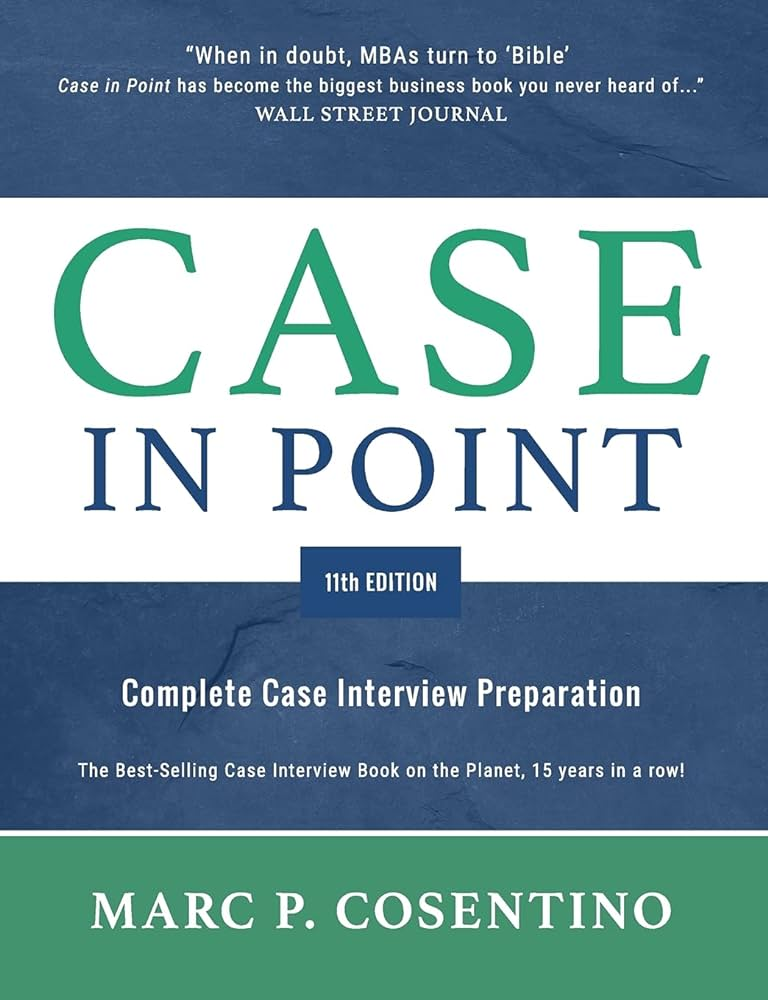 “When in doubt, MBAs turn to ‘Bible’
Case in Point has become the biggest business book you never heard of...”
WALL STREET JOURNAL
CASE
IN POINT
11th EDITION
Complete Case Interview Preparation
The Best-Selling Case Interview Book on the Planet, 15 years in a row!
MARC P. COSENTINO